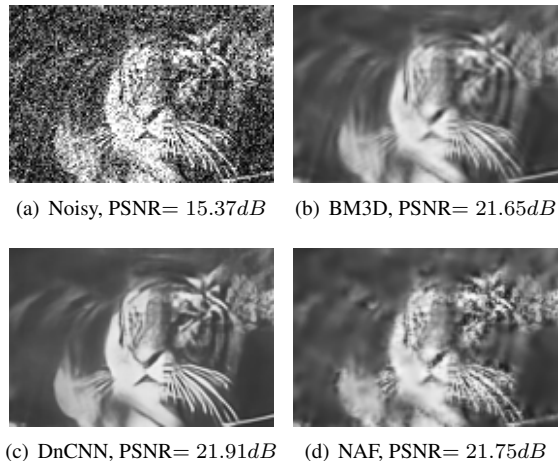 (a) Noisy, PSNR= 15.37dB
(b) BM3D, PSNR= 21.65dB
(c) DnCNN, PSNR= 21.91dB
(d) NAF, PSNR= 21.75dB